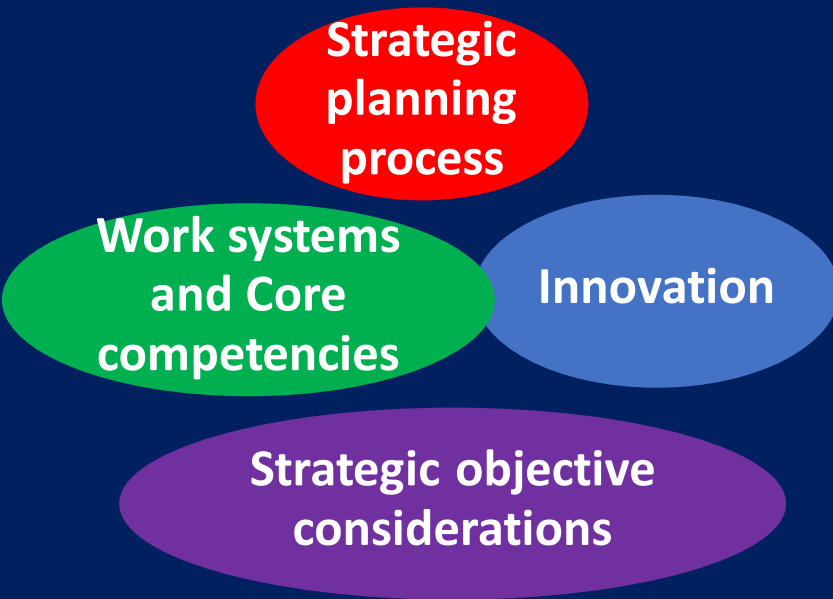 Strategic
planning
process
Work systems
and Core
competencies
Innovation
Strategic objective
considerations